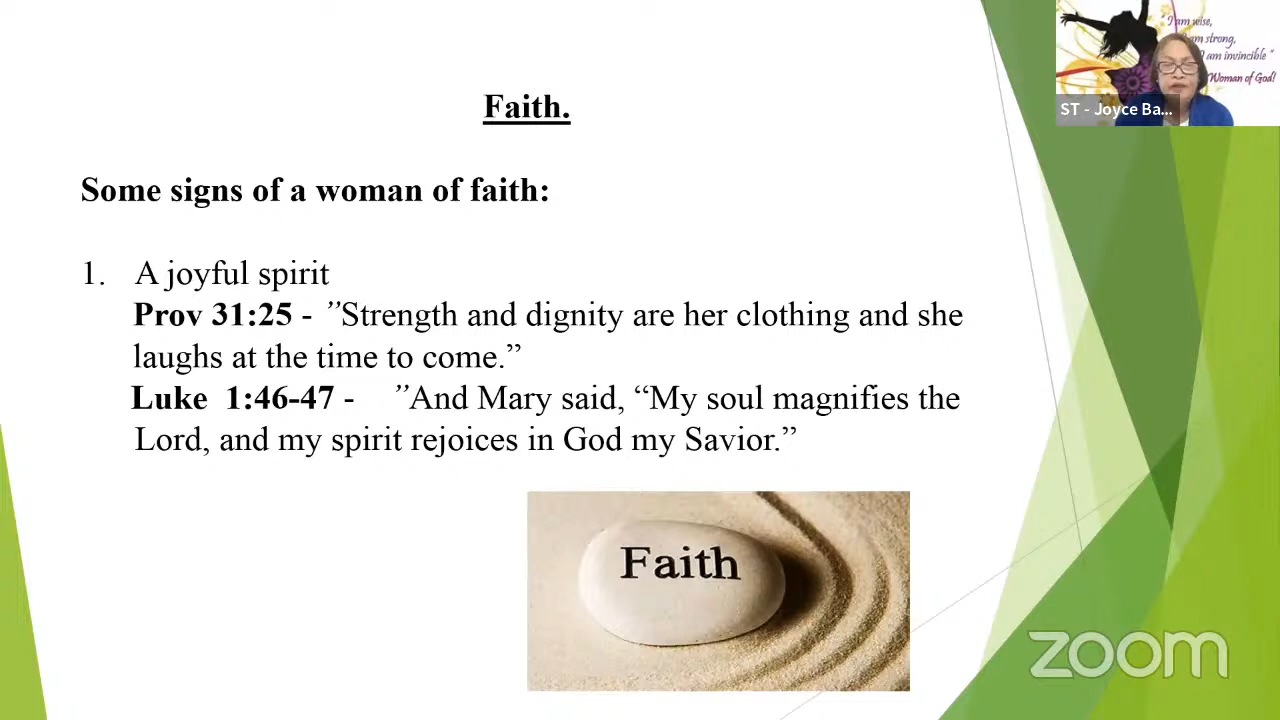 Faith.
Some signs of a woman of faith:
1. A joyful spirit
Prov 31:25 - ”Strength and dignity are her clothing and she
laughs at the time to come.”
Luke 1:46-47 - ”And Mary said, “My soul magnifies the
Lord, and my spirit rejoices in God my Savior.”
Faith
"I am wise,
am strong,
am invincible"
Woman of God!
ST - Joyce Ba...
zoom